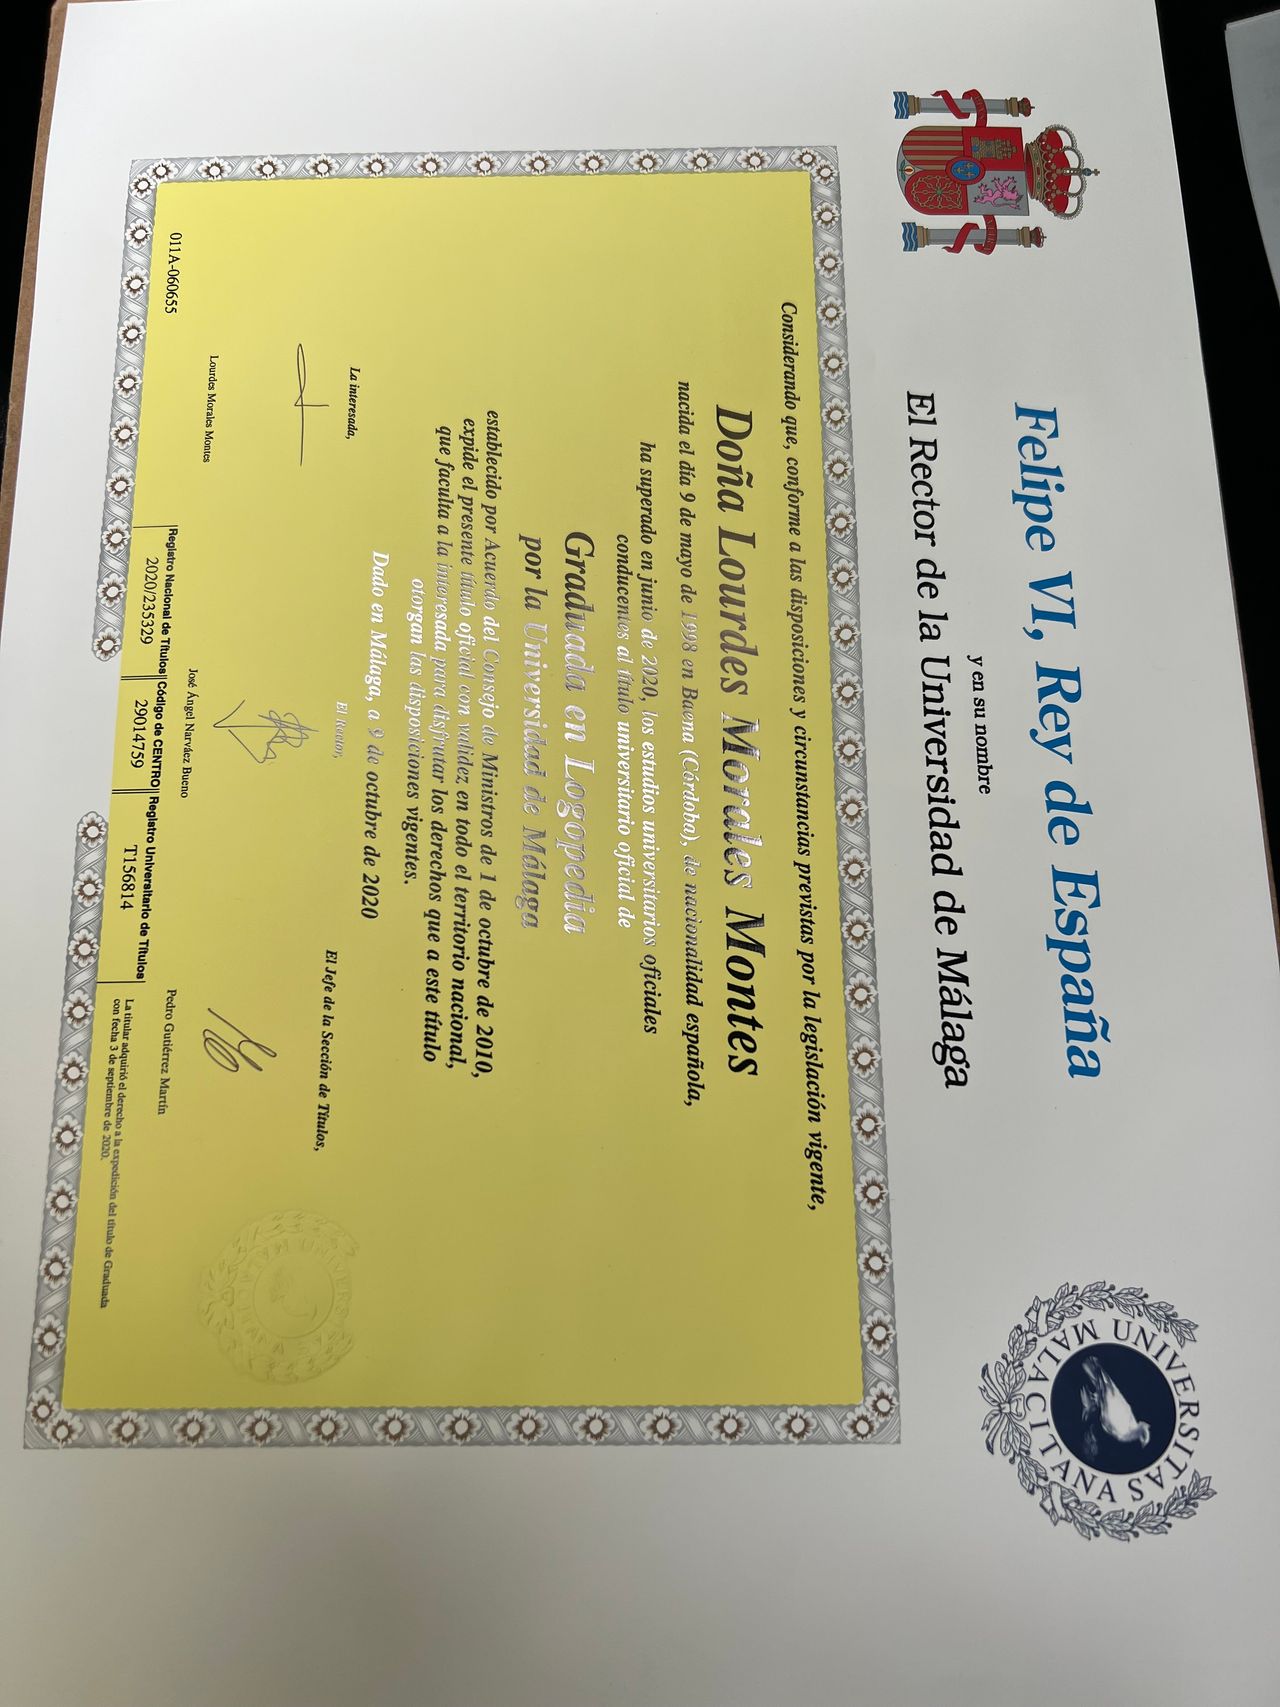 Felipe VI, Rey de España
y en su nombre
El Rector de la Universidad de Málaga
UNIVERSITAS MALACITANA
Considerando que, conforme a las disposiciones y circunstancias previstas por la legislación vigente,
Doña Lourdes Morales Montes
nacida el día 9 de mayo de 1998 en Baena (Córdoba), de nacionalidad española,
ha superado en junio de 2020, los estudios universitarios oficiales
conducentes al título universitario oficial de
Graduada en Logopedia
por la Universidad de Málaga
establecido por Acuerdo del Consejo de Ministros de 1 de octubre de 2010,
expide el presente título oficial con validez en todo el territorio nacional,
que faculta a la interesada para disfrutar los derechos que a este título
otorgan las disposiciones vigentes.
Dado en Málaga, a 9 de octubre de 2020
La interesada,
El Rector,
El Jefe de la Sección de Títulos,
Lourdes Morales Montes
José Ángel Narváez Bueno
Pedro Gutiérrez Martín
011A-060655
Registro Nacional de Títulos
2020/235329
Código de CENTRO
29014759
Registro Universitario de Títulos
T156814
La titular adquirió el derecho a la expedición del título de Graduada
con fecha 3 de septiembre de 2020.